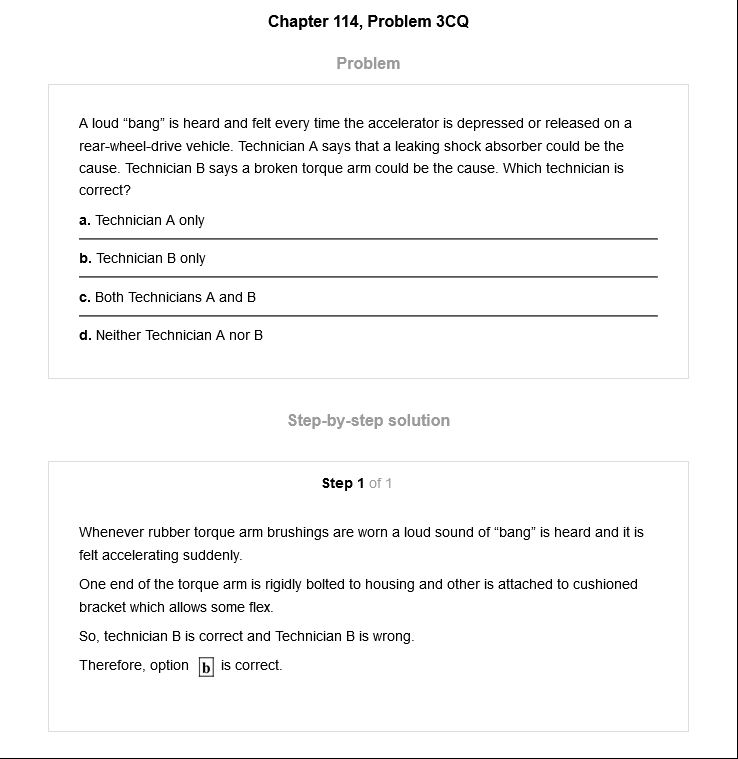 Chapter 114, Problem 3CQ
Problem
A loud “bang” is heard and felt every time the accelerator is depressed or released on a
rear-wheel-drive vehicle. Technician A says that a leaking shock absorber could be the
cause. Technician B says a broken torque arm could be the cause. Which technician is
correct?
a. Technician A only
b. Technician B only
c. Both Technicians A and B
d. Neither Technician A nor B
Step-by-step solution
Step 1 of 1
Whenever rubber torque arm brushings are worn a loud sound of “bang” is heard and it is
felt accelerating suddenly.
One end of the torque arm is rigidly bolted to housing and other is attached to cushioned
bracket which allows some flex.
So, technician B is correct and Technician B is wrong.
Therefore, option b is correct.